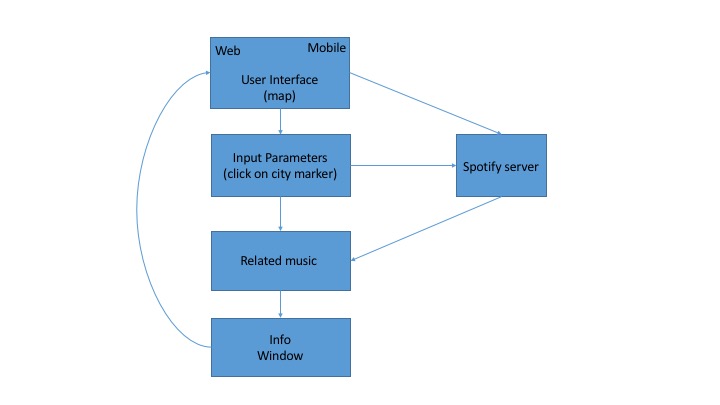 Web
Mobile
User Interface
(map)
Input Parameters
(click on city marker)
Spotify server
Related music
Info
Window